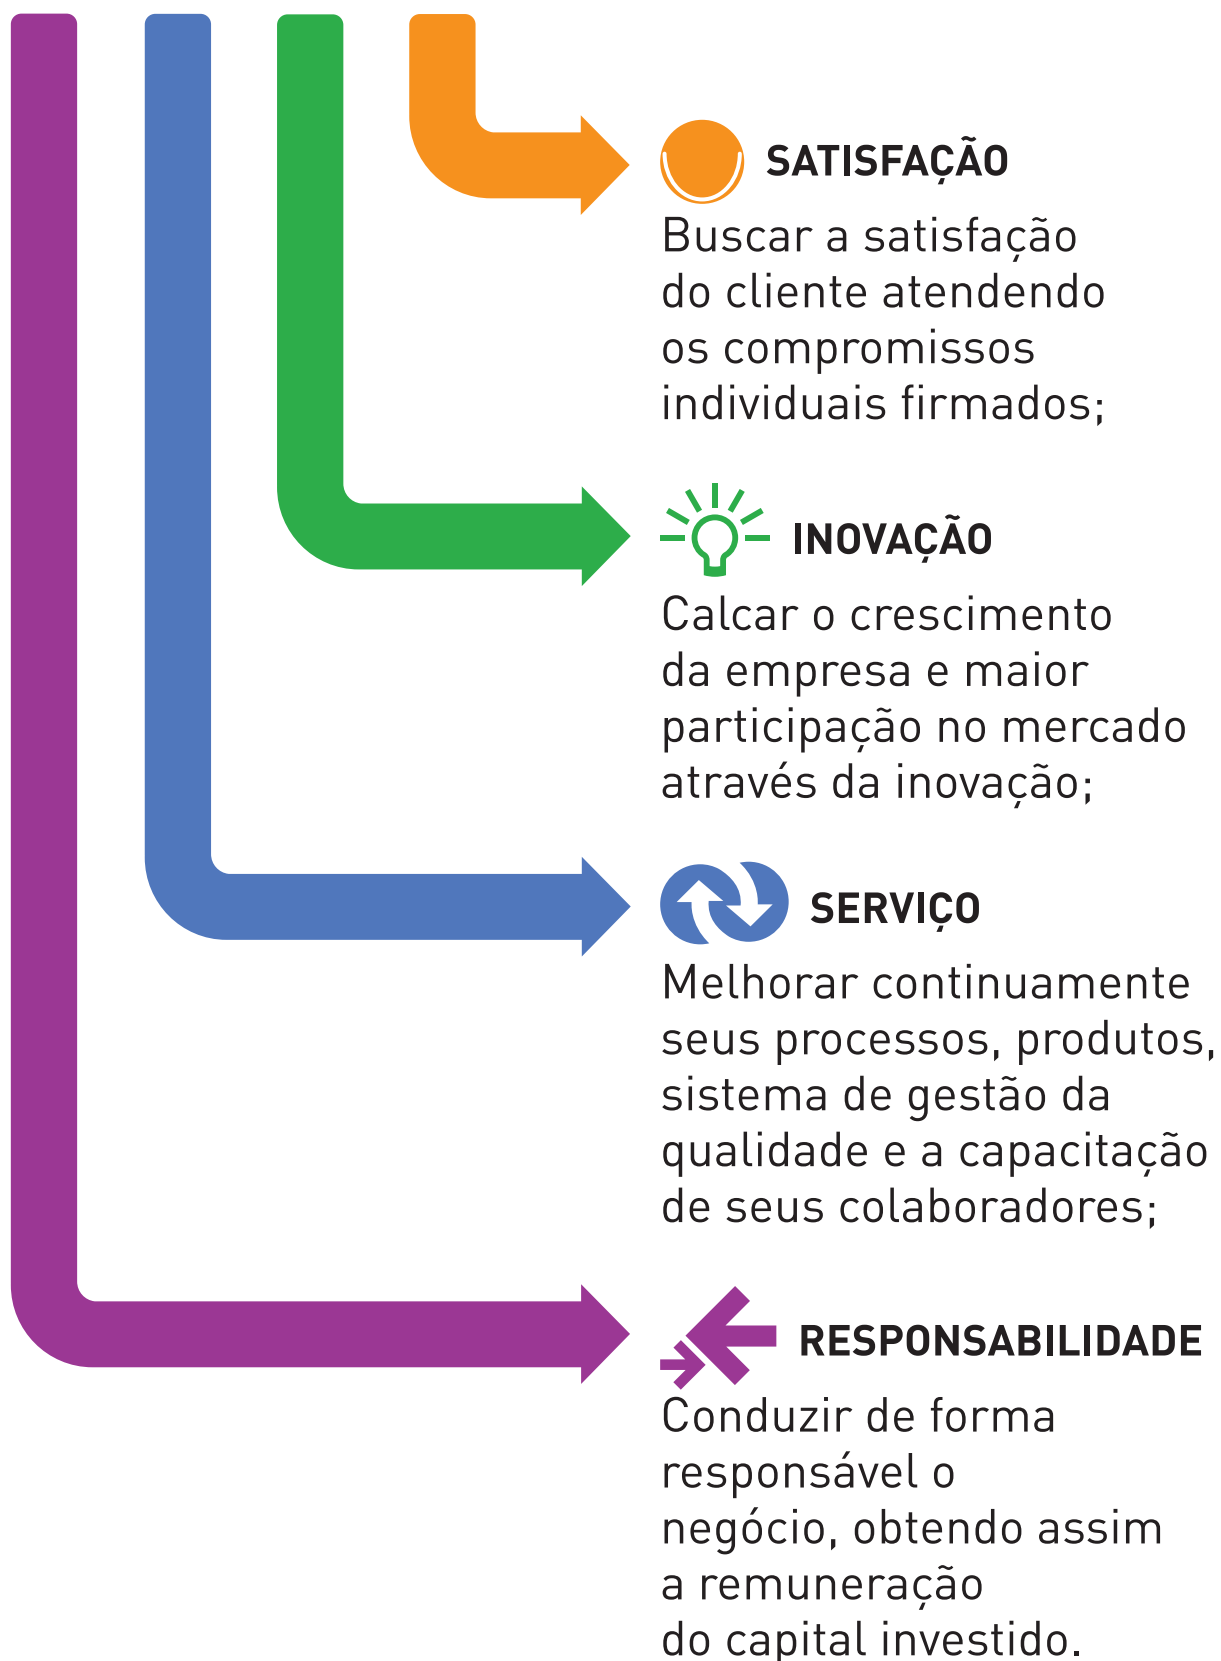 SATISFAÇÃO
Buscar a satisfação
do cliente atendendo
os compromissos
individuais firmados;
INOVAÇÃO
Calcar o crescimento
da empresa e maior
participação no mercado
através da inovação;
SERVIÇO
Melhorar continuamente
seus processos, produtos,
sistema de gestão da
qualidade e a capacitação
de seus colaboradores;
RESPONSABILIDADE
Conduzir de forma
responsável o
negócio, obtendo assim
a remuneração
do capital investido.